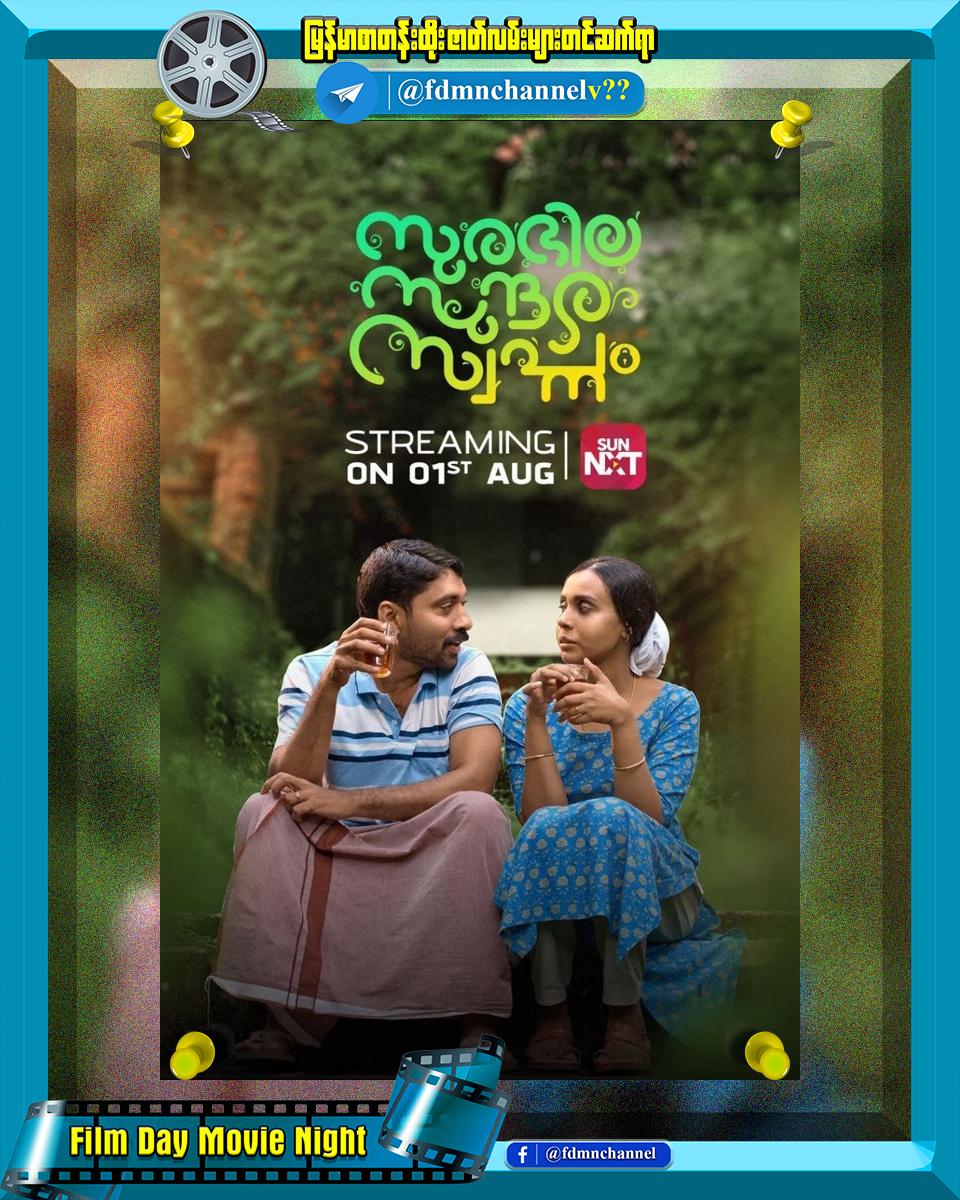 မြန်မာစာတန်းထိုးဇာတ်လမ်းများတင်ဆက်ရာ
@fdmnchannelv??
സുരഭില
സുന്ദര
സ്വപ്നം
STREAMING
ON 01ST AUG
SUN
NXT
Film Day Movie Night
f @fdmnchannel